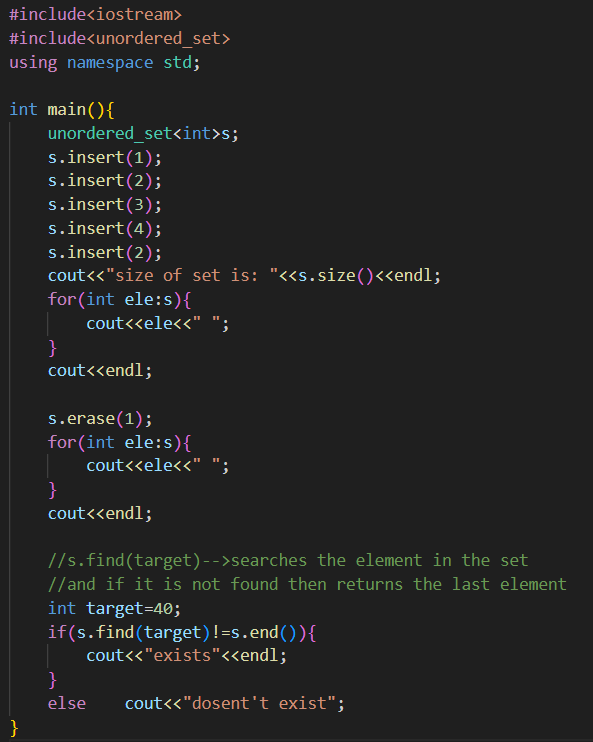 #include<iostream>
#include<unordered_set>
using namespace std;
int main(){
unordered_set<int>s;
s.insert(1);
s.insert(2);
s.insert(3);
s.insert(4);
s.insert(2);
cout<<"size of set is: "<<s.size()<<endl;
for(int ele:s){
cout<<ele<<" ";
}
cout<<endl;
s.erase(1);
for(int ele:s){
cout<<ele<<" ";
}
cout<<endl;
//s.find(target)-->searches the element in the set
//and if it is not found then returns the last element
int target=40;
if(s.find(target)!=s.end()){
cout<<"exists"<<endl;
}
else    cout<<"dosent't exist";
}